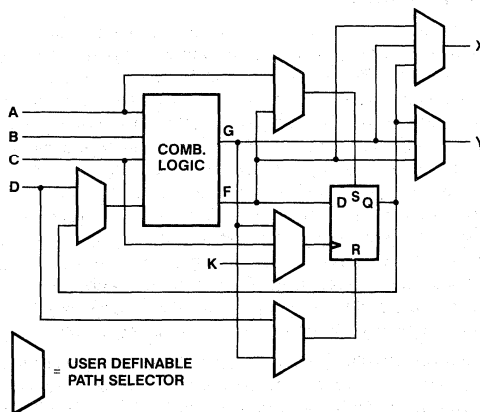 X
A
B
C
D
COMB.
LOGIC
G
F
Y
D S Q
R
K
= USER DEFINABLE
PATH SELECTOR